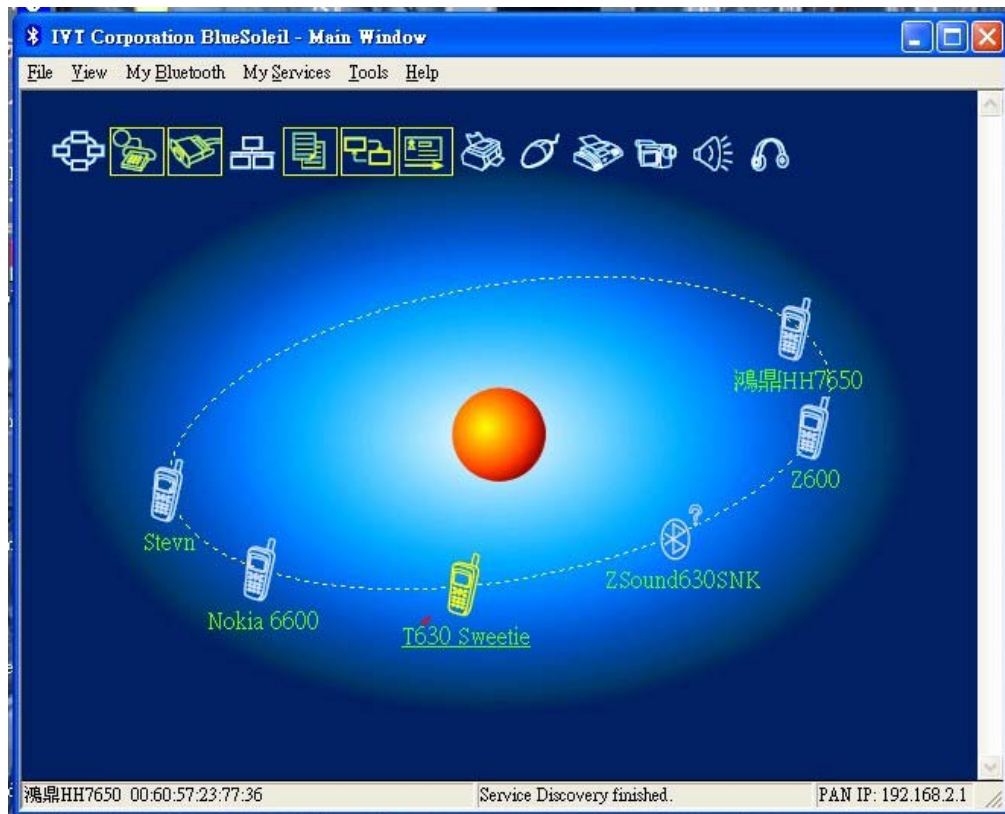 IVT Corporation BlueSoleil - Main Window
File View My Bluetooth My Services Tools Help
鴻鼎HH7650
Z600
Stevn
ZSound630SNK
Nokia 6600
T630 Sweetie
鴻鼎HH7650 00:60:57:23:77:36 Service Discovery finished. PAN IP: 192.168.2.1